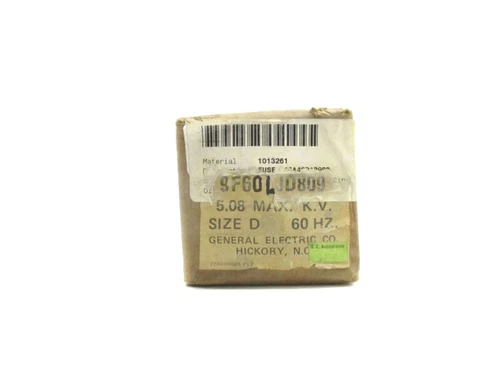 Material 1013261
FUSE
9F60LJD809
5.08 MAX. K.V.
SIZE D 60 HZ.
GENERAL ELECTRIC CO.
HICKORY, N.C.